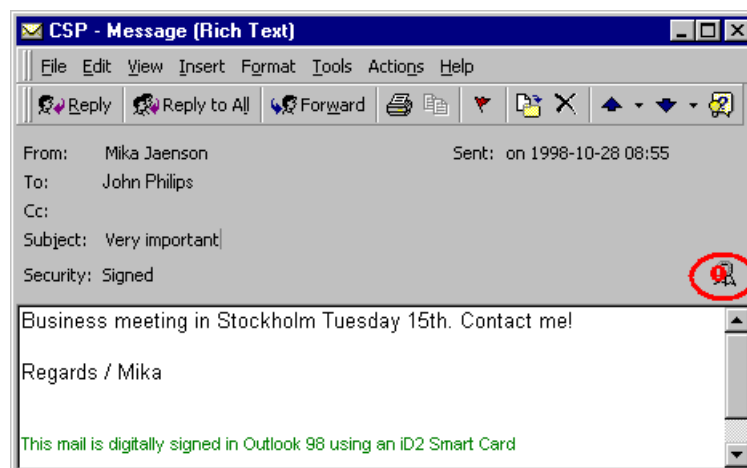 CSP - Message (Rich Text)
File Edit View Insert Format Tools Actions Help
Reply Reply to All Forward
From: Mika Jaenson Sent: on 1998-10-28 08:55
To: John Philips
Cc:
Subject: Very important
Security: Signed
Business meeting in Stockholm Tuesday 15th. Contact me!
Regards / Mika
This mail is digitally signed in Outlook 98 using an iD2 Smart Card